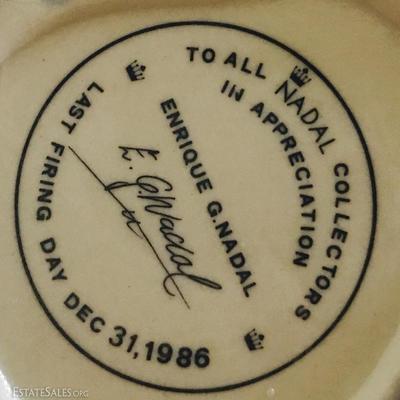 TO ALL NADAL COLLECTORS
IN APPRECIATION
ENRIQUE G.NADAL
E. G. Nadal
LAST FIRING DAY DEC 31,1986
ESTATESALES.ORG